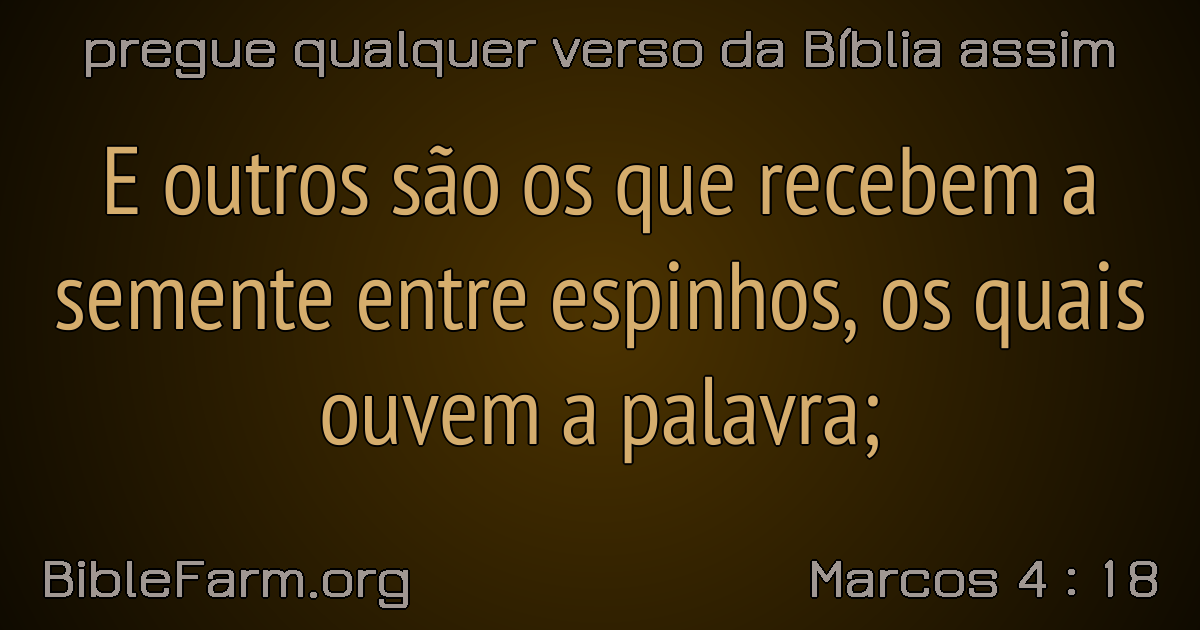 pregue qualquer verso da Bíblia assim
E outros são os que recebem a
semente entre espinhos, os quais
ouvem a palavra;
BibleFarm.org
Marcos 4 : 18